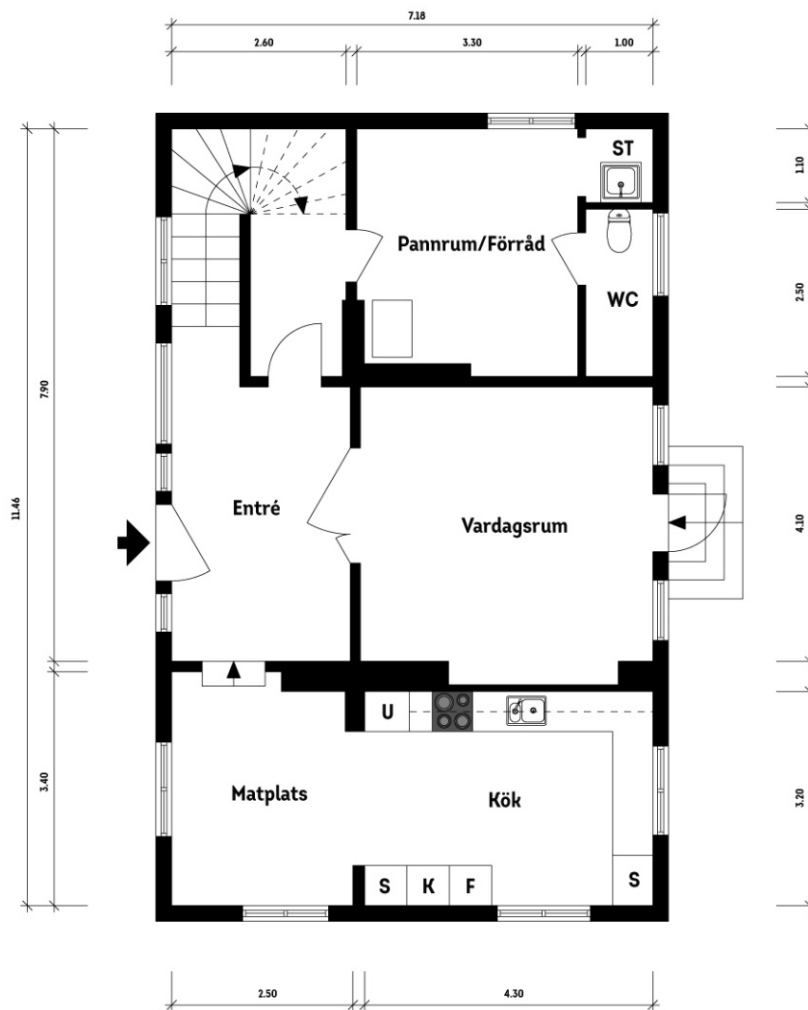 7.18
2.60
3.30
1.00
ST
1.10
Pannrum/Förråd
WC
2.50
7.90
11.46
Entré
Vardagsrum
4.10
U
3.40
Matplats
Kök
3.20
S
K
F
S
2.50
4.30